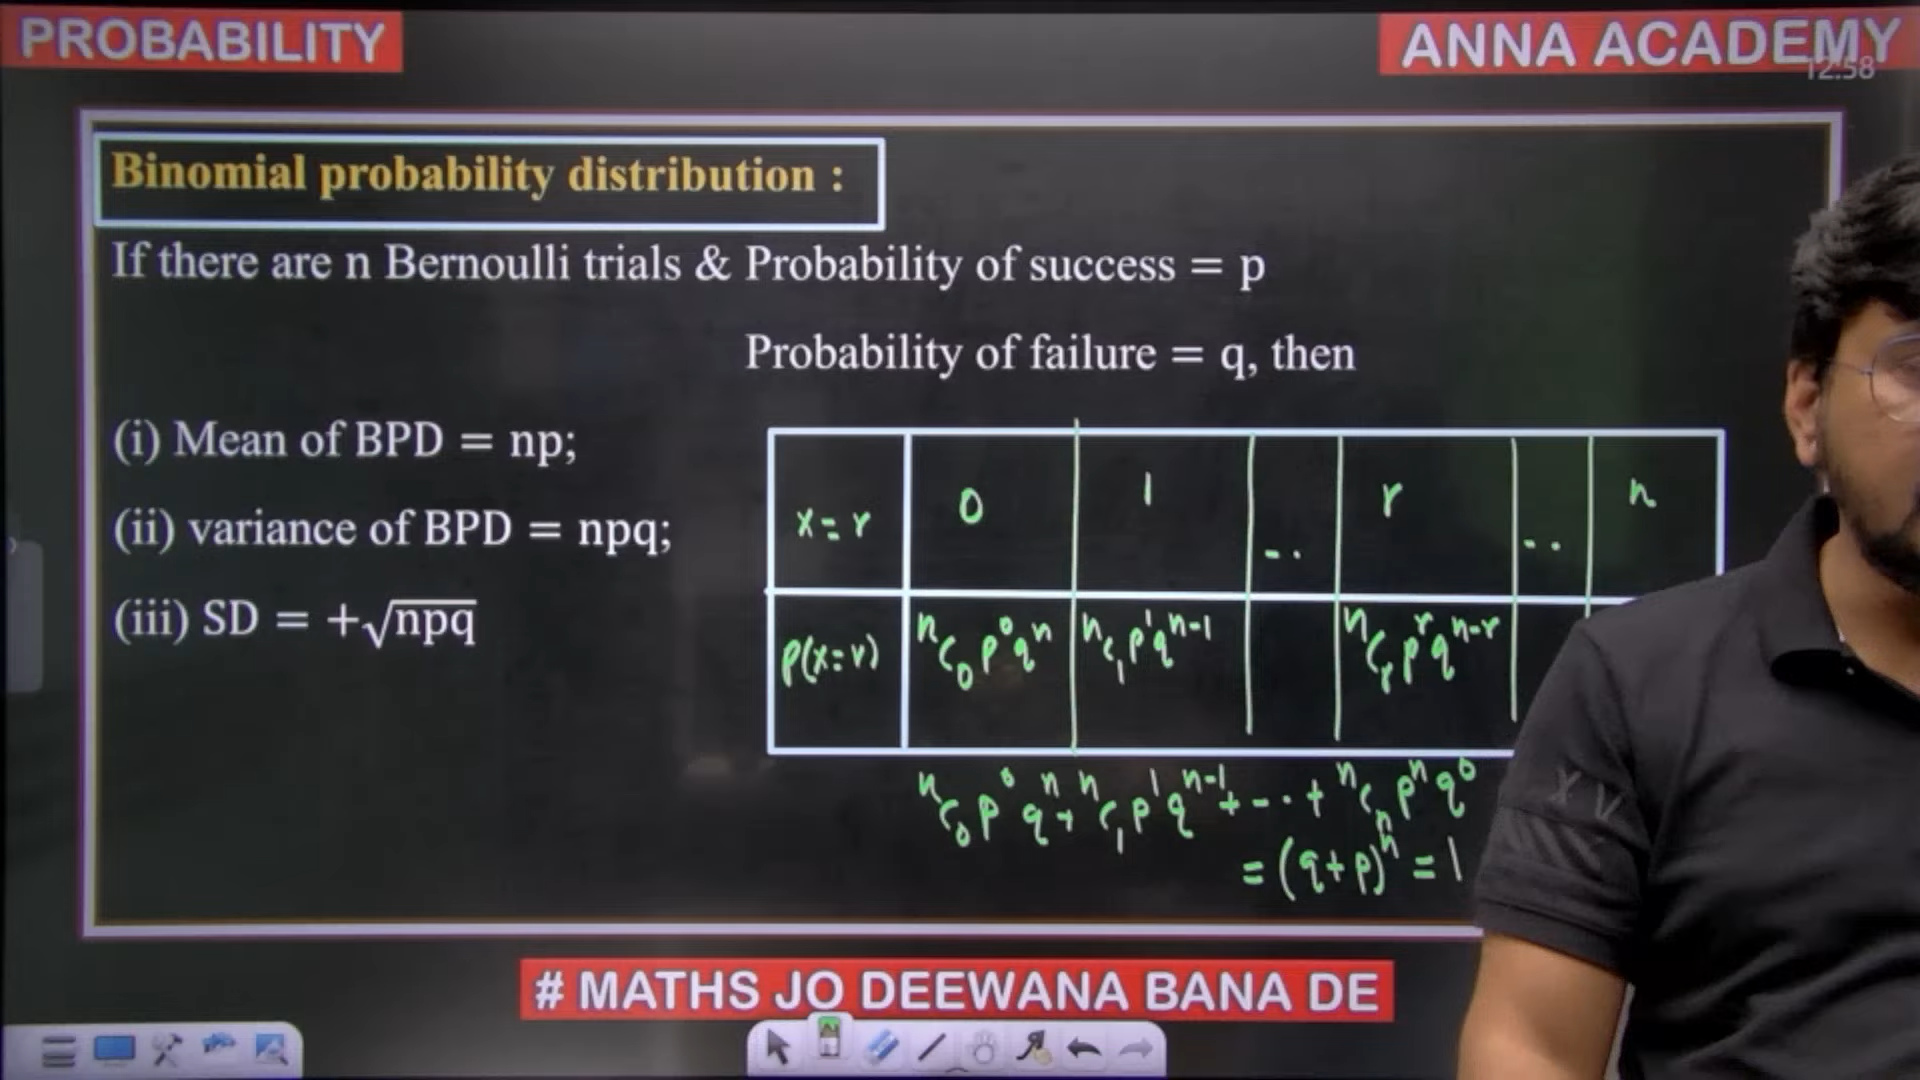 PROBABILITY
ANNA ACADEMY
12:58
Binomial probability distribution :
If there are n Bernoulli trials & Probability of success = p
Probability of failure = q, then
(i) Mean of BPD = np;
(ii) variance of BPD = npq;
(iii) SD = +√npq
x=r 0 1 -.. r -.. n
P(x=r) ⁿC₀p⁰qⁿ ⁿC₁p¹qⁿ⁻¹ ⁿCᵣpʳqⁿ⁻ʳ
ⁿC₀p⁰qⁿ+ⁿC₁p¹qⁿ⁻¹+-..+ⁿCₙpⁿq⁰
=(q+p)ⁿ=1
# MATHS JO DEEWANA BANA DE